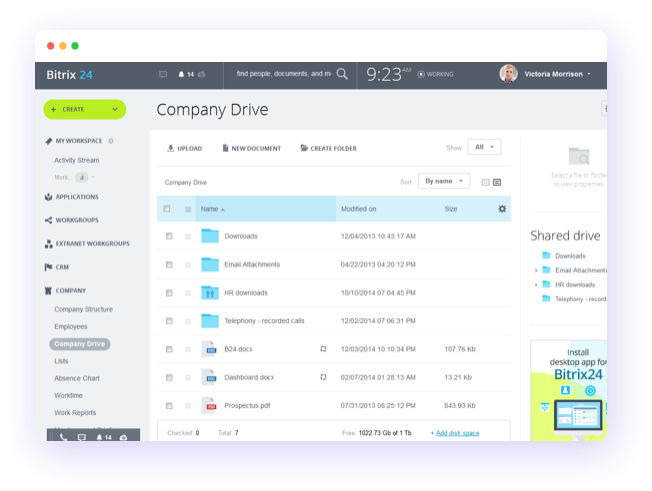 Bitrix 24
14
find people, documents, and m
9:23 AM
WORKING
Victoria Morrison
+ CREATE
Company Drive
MY WORKSPACE
Activity Stream
More... 4
APPLICATIONS
WORKGROUPS
EXTRANET WORKGROUPS
CRM
COMPANY
Company Structure
Employees
Company Drive
Lists
Absence Chart
Worktime
Work Reports
14
UPLOAD
NEW DOCUMENT
CREATE FOLDER
Show: All
Company Drive
Sort: By name
Name Modified on Size
Downloads 12/04/2013 10:43:17 AM
Email Attachments 04/22/2013 04:20:12 PM
HR downloads 10/10/2014 07:04:45 PM
Telephony - recorded calls 12/02/2014 07:06:31 PM
B24.docx 12/03/2014 10:10:34 PM 107.76 Kb
Dashboard.docx 02/07/2014 01:28:13 AM 13.21 Kb
Prospectus.pdf 07/31/2013 08:25:12 PM 843.93 Kb
Checked: 0 Total: 7 Free: 1022.73 Gb of 1 Tb + Add disk space
Select a file or folder
to view properties
Shared drive
Downloads
Email Attachments
HR downloads
Telephony - record
Install
desktop app for
Bitrix24